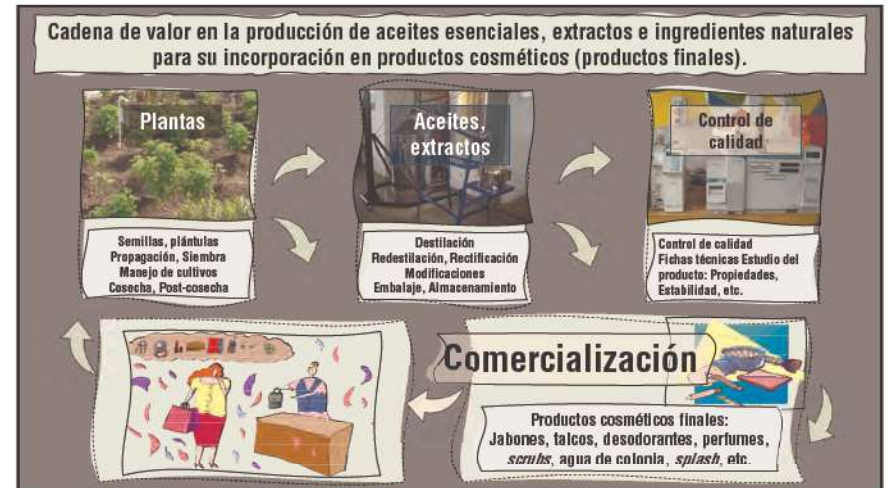 Cadena de valor en la producción de aceites esenciales, extractos e ingredientes naturales
para su incorporación en productos cosméticos (productos finales).
Plantas
Semillas, plántulas
Propagación, Siembra
Manejo de cultivos
Cosecha, Post-cosecha
Aceites,
extractos
Destilación
Redestilación, Rectificación
Modificaciones
Embalaje, Almacenamiento
Control de
calidad
Control de calidad
Fichas técnicas Estudio del
producto: Propiedades,
Estabilidad, etc.
Comercialización
Productos cosméticos finales:
Jabones, talcos, desodorantes, perfumes,
scrubs, agua de colonia, splash, etc.